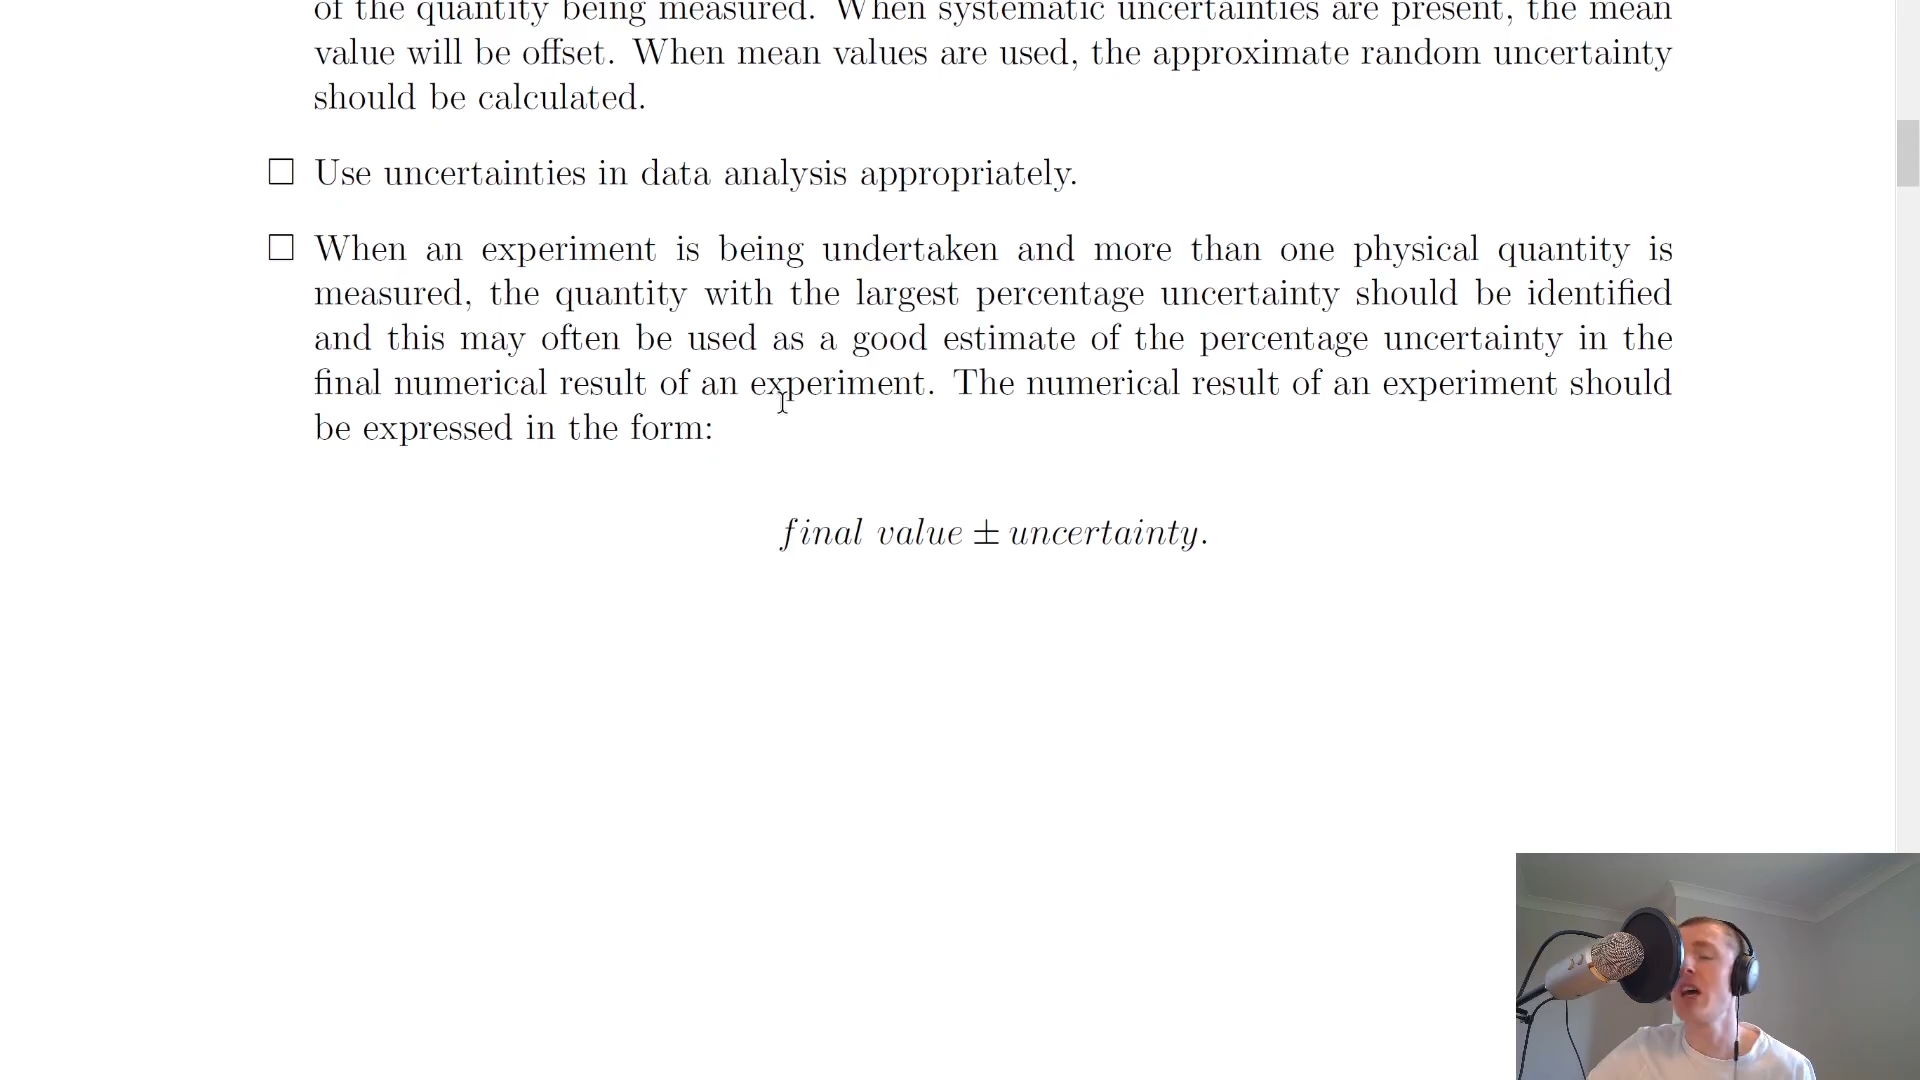 of the quantity being measured. When systematic uncertainties are present, the mean
value will be offset. When mean values are used, the approximate random uncertainty
should be calculated.
☐ Use uncertainties in data analysis appropriately.
☐ When an experiment is being undertaken and more than one physical quantity is
measured, the quantity with the largest percentage uncertainty should be identified
and this may often be used as a good estimate of the percentage uncertainty in the
final numerical result of an experiment. The numerical result of an experiment should
be expressed in the form:
final value ± uncertainty.